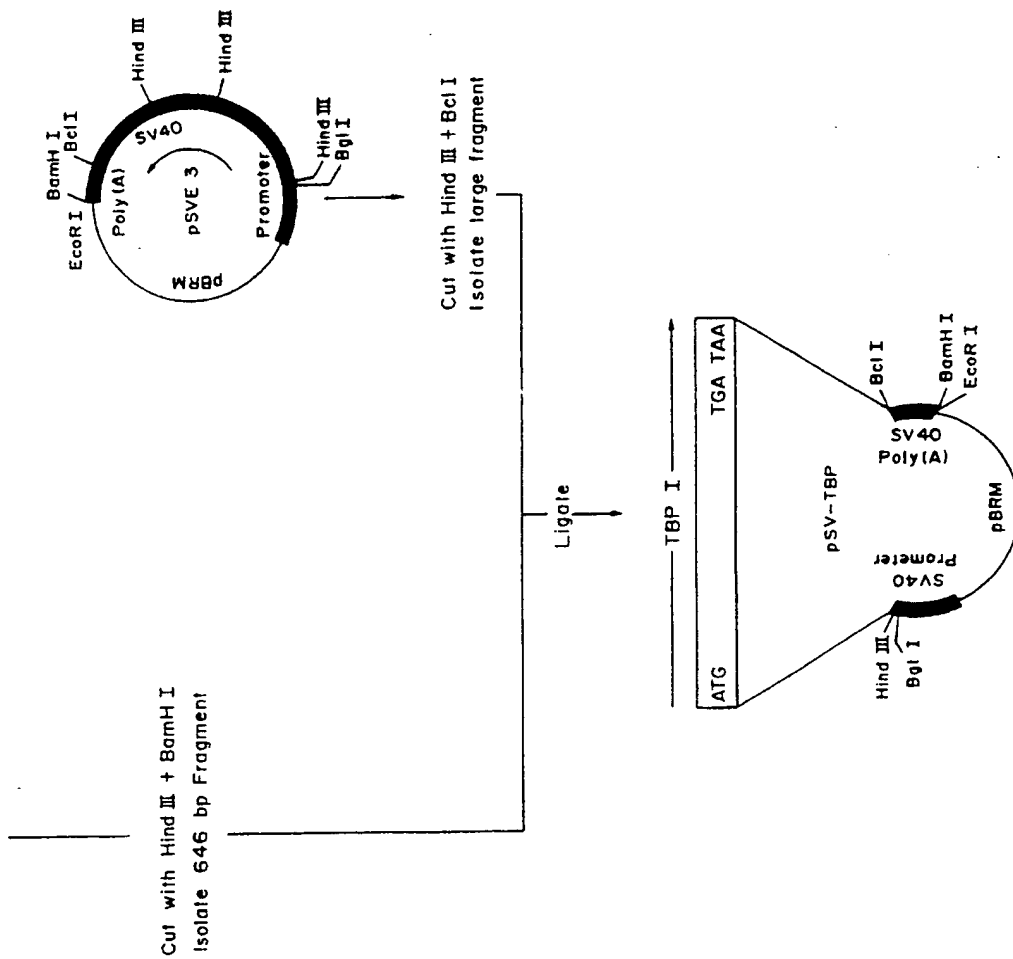 Cut with Hind III + BamH I
Isolate 646 bp Fragment
EcoR I
BamH I
Bcl I
Hind III
Hind III
Hind III
Bgl I
Poly(A)
SV40
pSVE 3
Promoter
pBRM
Cut with Hind III + Bcl I
Isolate large fragment
Ligate
TBP I
ATG
TGA TAA
pSV-TBP
Hind III
Bgl I
SV40
Promoter
Bcl I
BamH I
EcoR I
SV40
Poly(A)
pBRM